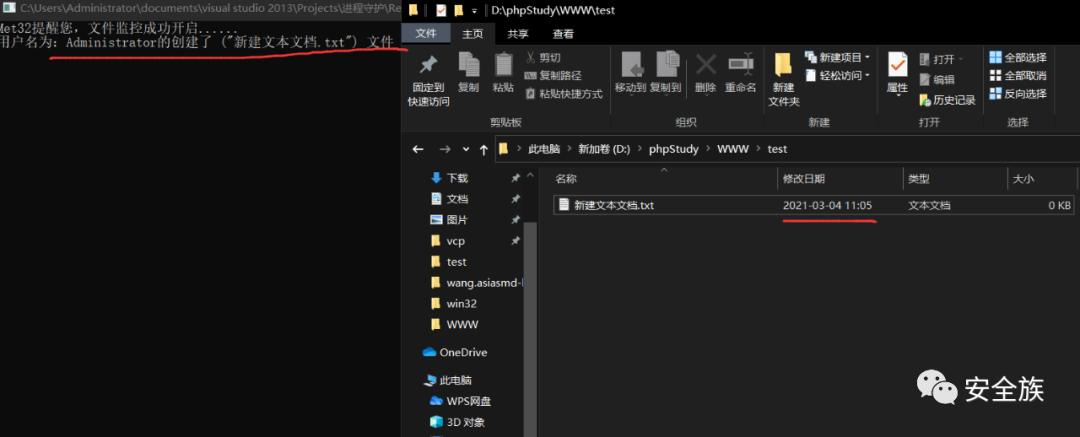 C:\Users\Administrator\documents\visual studio 2013\Projects\进程守护\Re
Met32提醒您，文件监控成功开启......
用户名为：Administrator的创建了（"新建文本文档.txt"）文件
D:\phpStudy\WWW\test
文件 主页 共享 查看
固定到快速访问
复制
粘贴
剪切
复制路径
粘贴快捷方式
剪贴板
移动到
复制到
删除
重命名
组织
新建文件夹
新建项目
轻松访问
新建
属性
打开
编辑
历史记录
打开
全部选择
全部取消
反向选择
选择
此电脑 > 新加卷 (D:) > phpStudy > WWW > test
下载
文档
图片
vcp
test
wang.asiasmd-
win32
WWW
OneDrive
此电脑
WPS网盘
3D 对象
名称 修改日期 类型 大小
新建文本文档.txt 2021-03-04 11:05 文本文档 0 KB
安全族